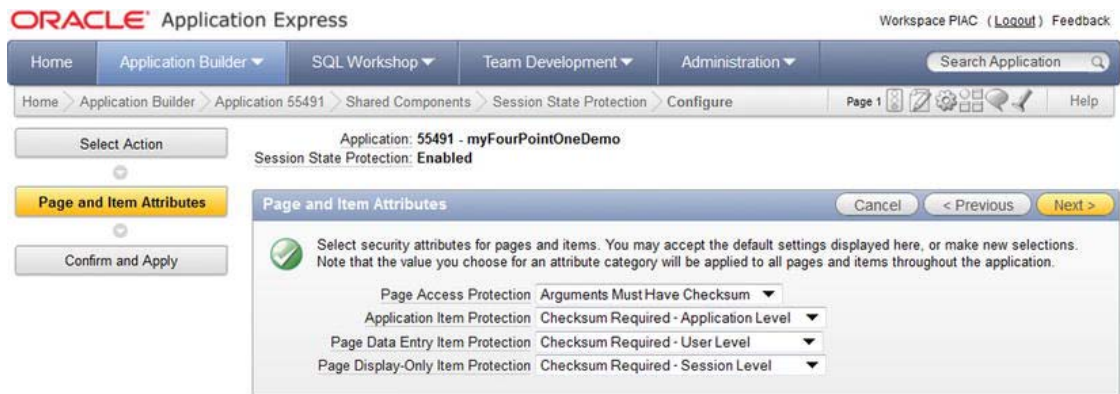 ORACLE Application Express
Workspace PIAC ( Logout ) Feedback
Home Application Builder SQL Workshop Team Development Administration Search Application
Home Application Builder Application 55491 Shared Components Session State Protection Configure Page 1 Help
Select Action
Page and Item Attributes
Confirm and Apply
Application: 55491 - myFourPointOneDemo
Session State Protection: Enabled
Page and Item Attributes Cancel < Previous Next >
Select security attributes for pages and items. You may accept the default settings displayed here, or make new selections.
Note that the value you choose for an attribute category will be applied to all pages and items throughout the application.
Page Access Protection Arguments Must Have Checksum
Application Item Protection Checksum Required - Application Level
Page Data Entry Item Protection Checksum Required - User Level
Page Display-Only Item Protection Checksum Required - Session Level